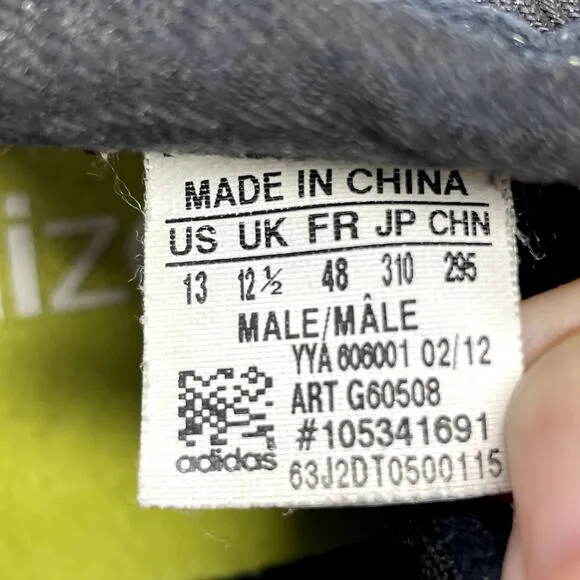 iz
MADE IN CHINA
US UK FR JP CHN
13 12½ 48 310 295
MALE/MÂLE
YYA 606001 02/12
ART G60508
#105341691
adidas 63J2DT0500115